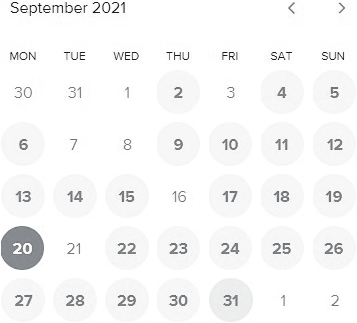 September 2021
MON TUE WED THU FRI SAT SUN
30 31 1 2 3 4 5
6 7 8 9 10 11 12
13 14 15 16 17 18 19
20 21 22 23 24 25 26
27 28 29 30 31 1 2